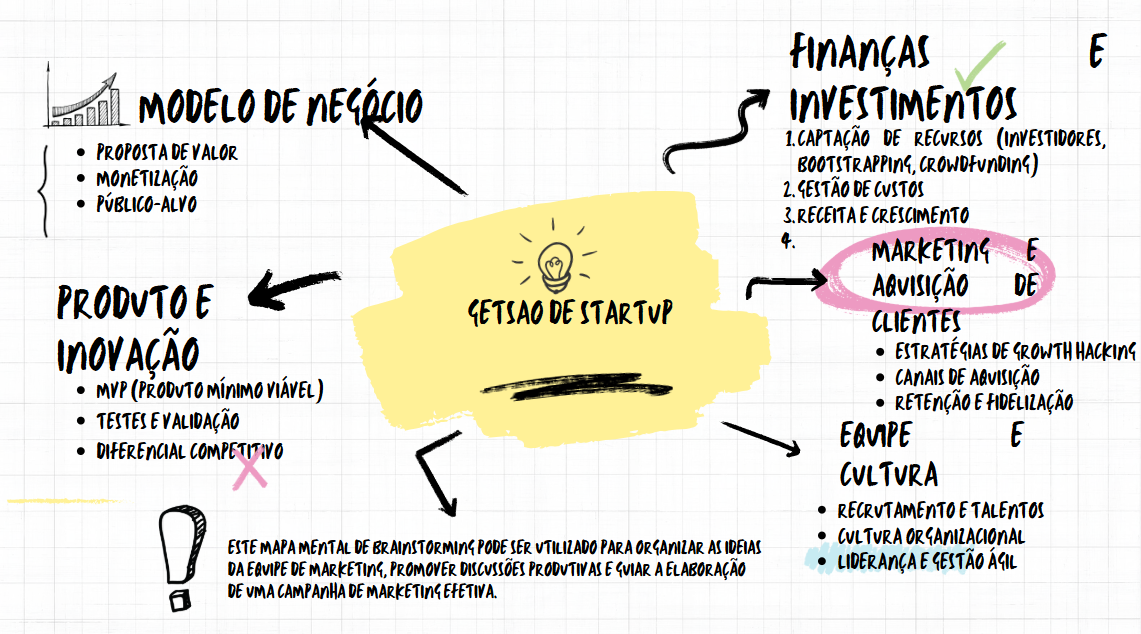 MODELO DE NEGÓCIO
• PROPOSTA DE VALOR
• MONETIZAÇÃO
• PÚBLICO-ALVO
PRODUTO E
INOVAÇÃO
• MVP (PRODUTO MÍNIMO VIÁVEL)
• TESTES E VALIDAÇÃO
• DIFERENCIAL COMPETITIVO
GETSAO DE STARTUP
FINANÇAS E
INVESTIMENTOS
1. CAPTAÇÃO DE RECURSOS (INVESTIDORES,
BOOTSTRAPPING, CROWDFUNDING)
2. GESTÃO DE CUSTOS
3. RECEITA E CRESCIMENTO
4.
MARKETING E
AQUISIÇÃO DE
CLIENTES
• ESTRATÉGIAS DE GROWTH HACKING
• CANAIS DE AQUISIÇÃO
• RETENÇÃO E FIDELIZAÇÃO
EQUIPE E
CULTURA
• RECRUTAMENTO E TALENTOS
• CULTURA ORGANIZACIONAL
• LIDERANÇA E GESTÃO ÁGIL
ESTE MAPA MENTAL DE BRAINSTORMING PODE SER UTILIZADO PARA ORGANIZAR AS IDEIAS
DA EQUIPE DE MARKETING, PROMOVER DISCUSSÕES PRODUTIVAS E GUIAR A ELABORAÇÃO
DE UMA CAMPANHA DE MARKETING EFETIVA.